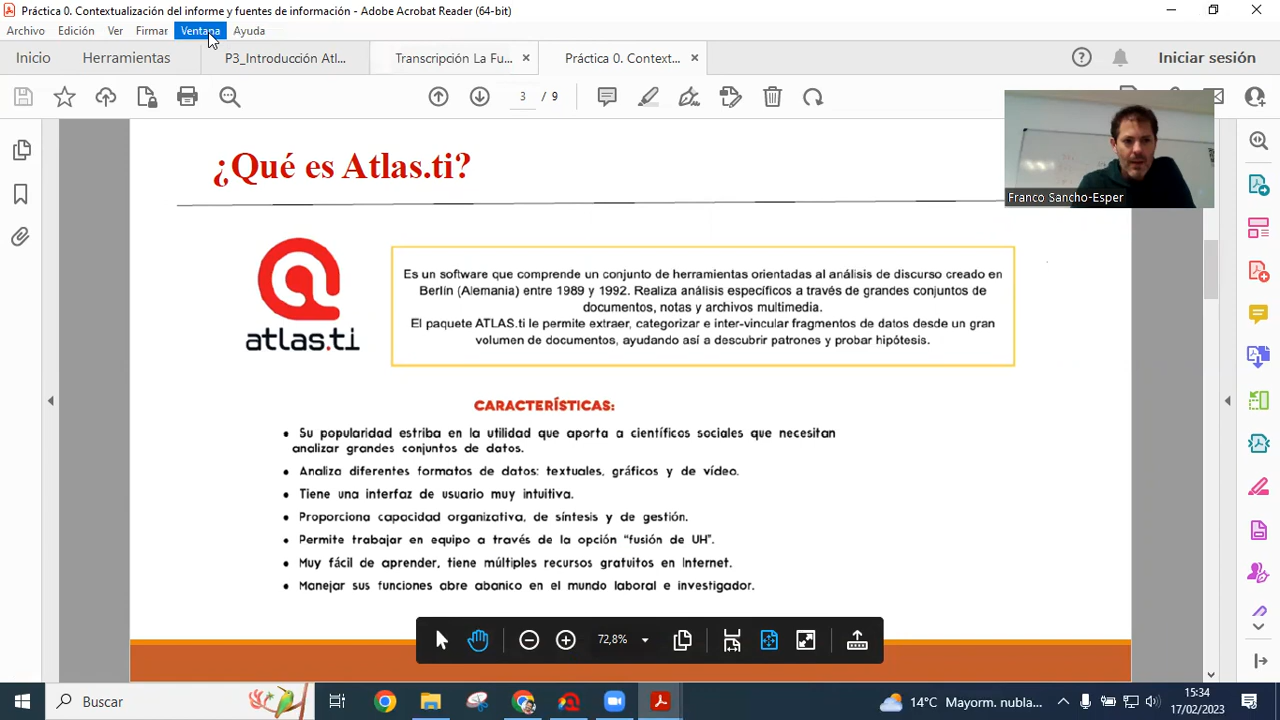 Práctica 0. Contextualización del informe y fuentes de información - Adobe Acrobat Reader (64-bit)
Archivo Edición Ver Firmar Ventana Ayuda
Inicio Herramientas P3_Introducción Atl... Transcripción La Fu... Práctica 0. Context... Iniciar sesión
3 / 9
Franco Sancho-Esper
¿Qué es Atlas.ti?
atlas.ti
Es un software que comprende un conjunto de herramientas orientadas al análisis de discurso creado en
Berlín (Alemania) entre 1989 y 1992. Realiza análisis específicos a través de grandes conjuntos de
documentos, notas y archivos multimedia.
El paquete ATLAS.ti le permite extraer, categorizar e inter-vincular fragmentos de datos desde un gran
volumen de documentos, ayudando así a descubrir patrones y probar hipótesis.
CARACTERÍSTICAS:
• Su popularidad estriba en la utilidad que aporta a científicos sociales que necesitan
analizar grandes conjuntos de datos.
• Analiza diferentes formatos de datos: textuales, gráficos y de vídeo.
• Tiene una interfaz de usuario muy intuitiva.
• Proporciona capacidad organizativa, de síntesis y de gestión.
• Permite trabajar en equipo a través de la opción "fusión de UH".
• Muy fácil de aprender, tiene múltiples recursos gratuitos en Internet.
• Manejar sus funciones abre abanico en el mundo laboral e investigador.
72,8%
Buscar
14°C Mayorm. nubla...
15:34
17/02/2023